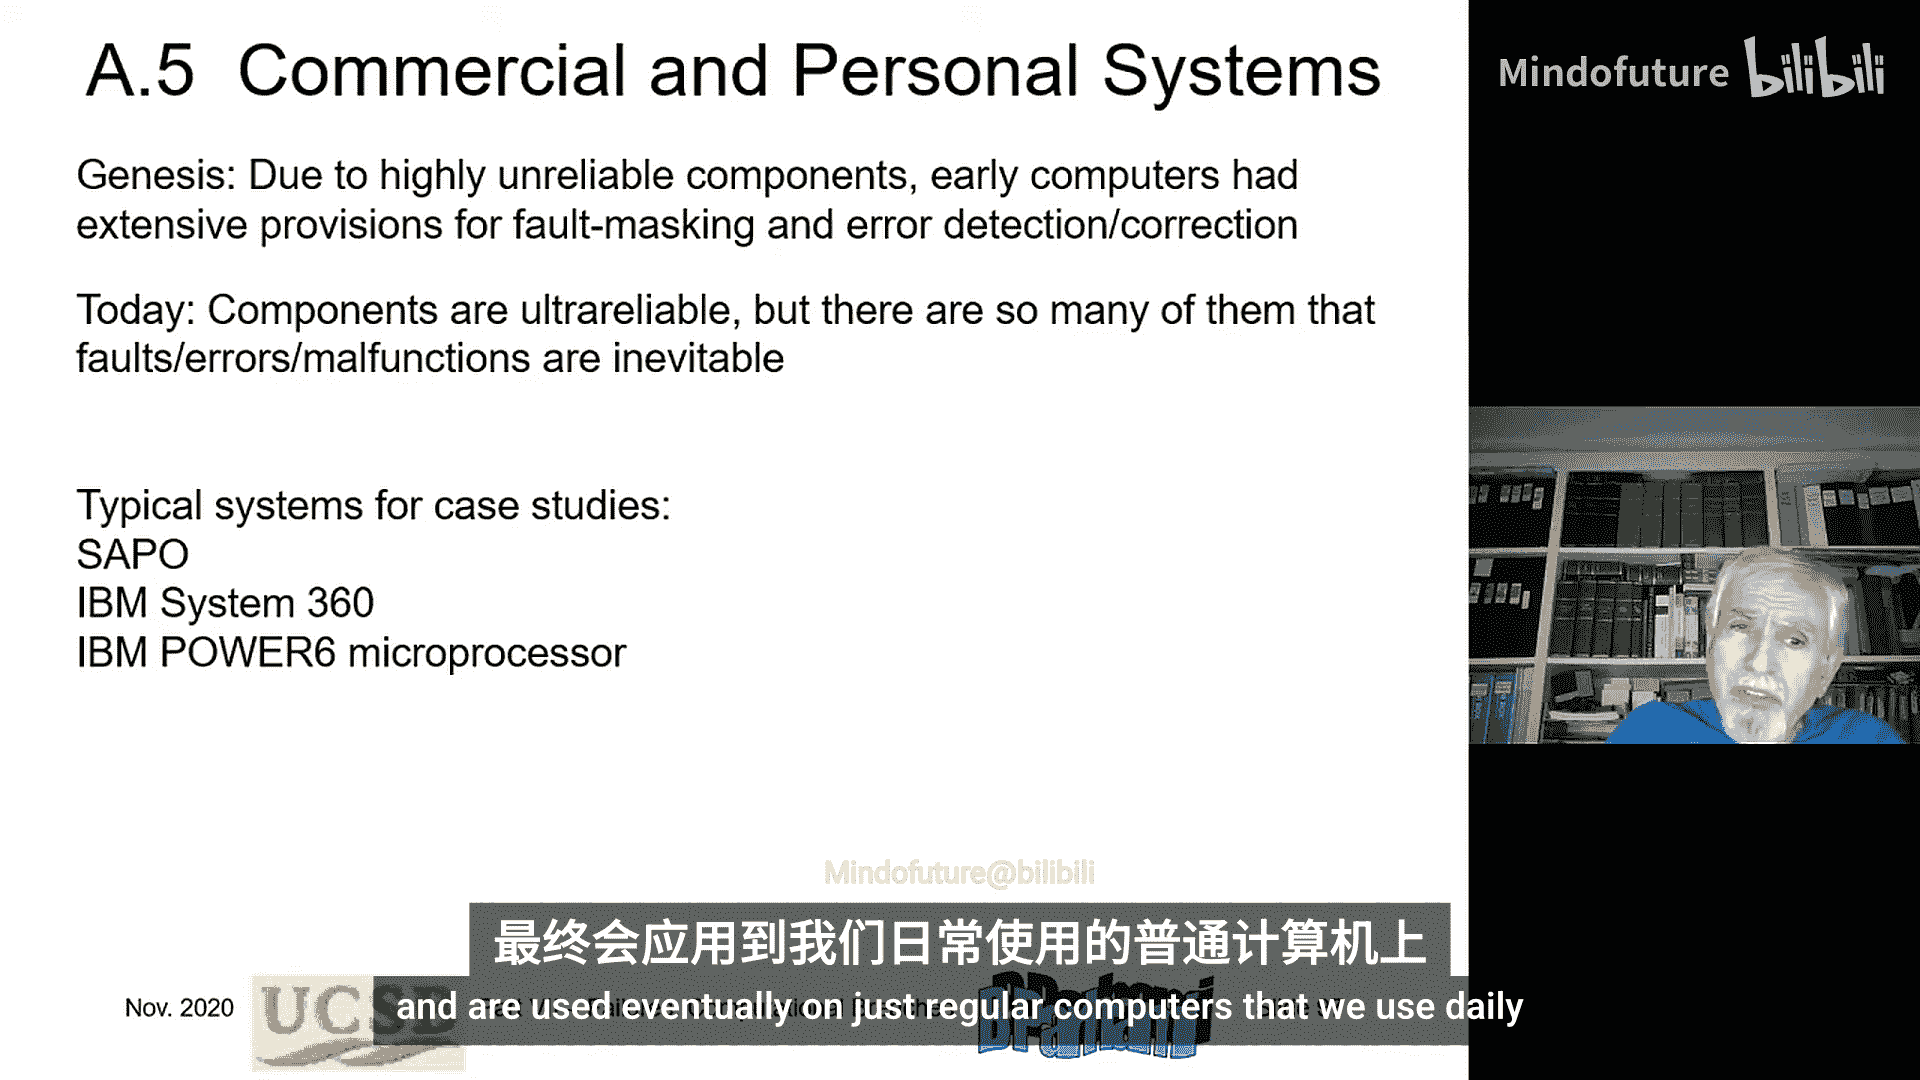 A.5 Commercial and Personal Systems
Mindofuture bilibili
Genesis: Due to highly unreliable components, early computers had
extensive provisions for fault-masking and error detection/correction
Today: Components are ultrareliable, but there are so many of them that
faults/errors/malfunctions are inevitable
Typical systems for case studies:
SAPO
IBM System 360
IBM POWER6 microprocessor
Mindofuture@bilibili
最终会应用到我们日常使用的普通计算机上
and are used eventually on just regular computers that we use daily
Nov. 2020
UCSB
BParhami